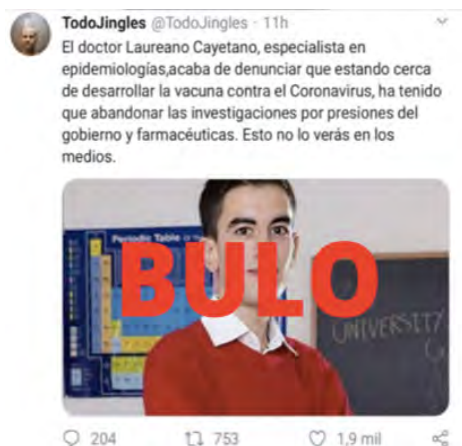 TodoJingles @TodoJingles · 11h
El doctor Laureano Cayetano, especialista en
epidemiologías,acaba de denunciar que estando cerca
de desarrollar la vacuna contra el Coronavirus, ha tenido
que abandonar las investigaciones por presiones del
gobierno y farmacéuticas. Esto no lo verás en los
medios.
Periodic Table
BULO
UNIVERSITY
204 753 1,9 mil